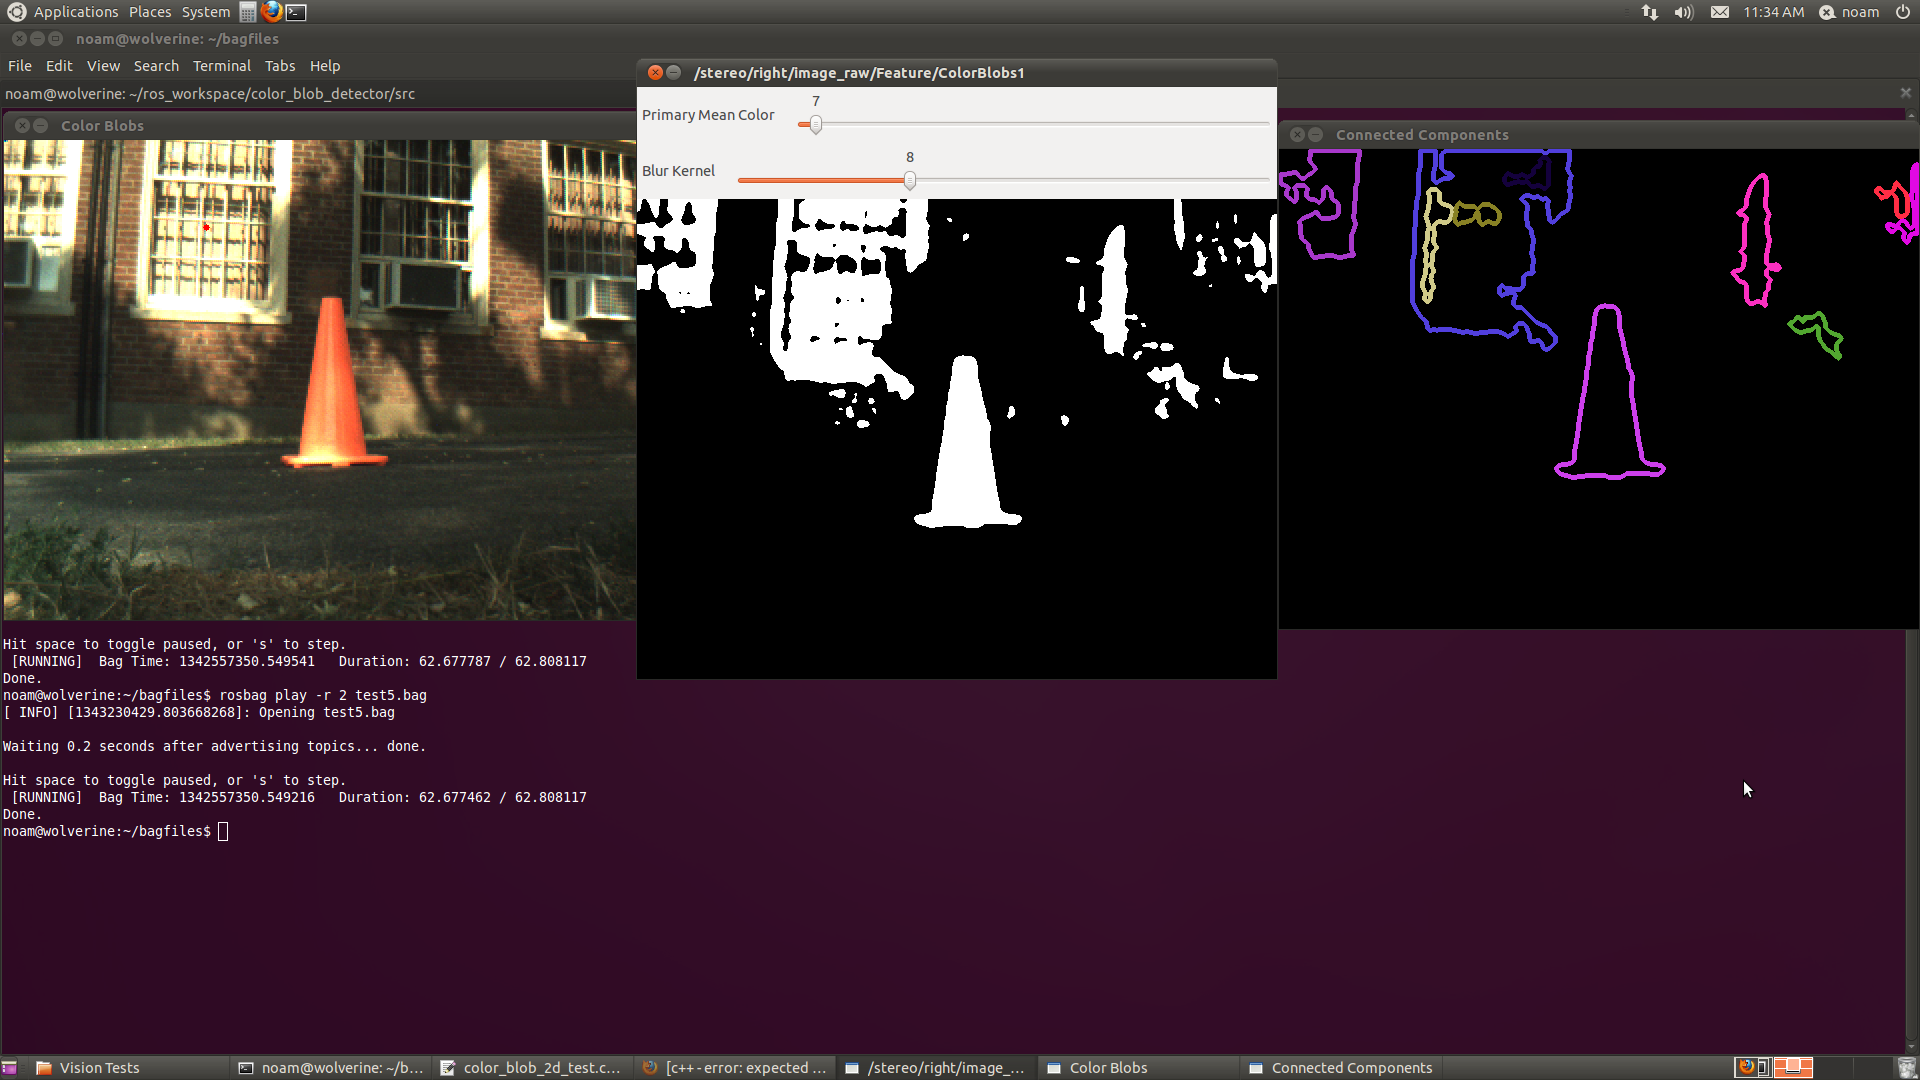 Applications Places System
11:34 AM noam
noam@wolverine: ~/bagfiles
File Edit View Search Terminal Tabs Help
noam@wolverine: ~/ros_workspace/color_blob_detector/src
Color Blobs
/stereo/right/image_raw/Feature/ColorBlobs1
Primary Mean Color
7
Blur Kernel
8
Connected Components
Hit space to toggle paused, or 's' to step.
[RUNNING] Bag Time: 1342557350.549541 Duration: 62.677787 / 62.808117
Done.
noam@wolverine:~/bagfiles$ rosbag play -r 2 test5.bag
[ INFO] [1343230429.803668268]: Opening test5.bag
Waiting 0.2 seconds after advertising topics... done.
Hit space to toggle paused, or 's' to step.
[RUNNING] Bag Time: 1342557350.549216 Duration: 62.677462 / 62.808117
Done.
noam@wolverine:~/bagfiles$
Vision Tests
noam@wolverine: ~/b...
color_blob_2d_test.c...
[c++ - error: expected ...
/stereo/right/image_...
Color Blobs
Connected Components